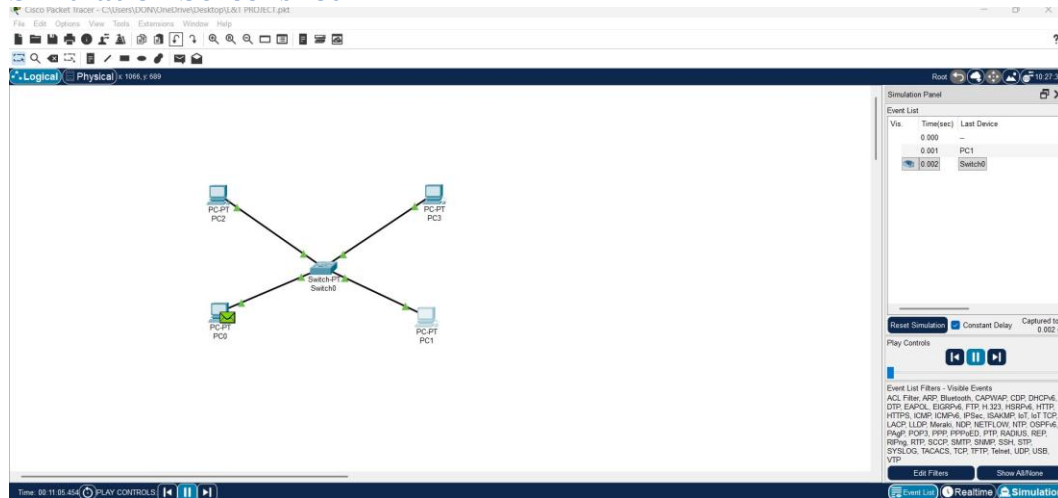 Cisco Packet Tracer - C:\Users\DON\OneDrive\Desktop\L&T PROJECT.pkt
File Edit Options View Tools Extensions Window Help
Logical Physical x: 1066, y: 689
Root 10:27:3
Simulation Panel
Event List
Vis. Time(sec) Last Device
0.000 --
0.001 PC1
0.002 Switch0
PC-PT
PC2
PC-PT
PC3
Switch-PT
Switch0
PC-PT
PC0
PC-PT
PC1
Reset Simulation Constant Delay Captured to
0.002
Play Controls
Event List Filters - Visible Events
ACL Filter, ARP, Bluetooth, CAPWAP, CDP, DHCPv6,
DTP, EAPOL, EIGRPv6, FTP, H.323, HSRPv6, HTTP,
HTTPS, ICMP, ICMPv6, IPSec, ISAKMP, IoT, IoT TCP,
LACP, LLDP, Meraki, NDP, NETFLOW, NTP, OSPFv6,
PAgP, POP3, PPP, PPPoED, PTP, RADIUS, REP,
RIPng, RTP, SCCP, SMTP, SNMP, SSH, STP,
SYSLOG, TACACS, TCP, TFTP, Telnet, UDP, USB,
VTP
Edit Filters Show All/None
Time: 00:11:05.454 PLAY CONTROLS:
Event List Realtime Simulatio